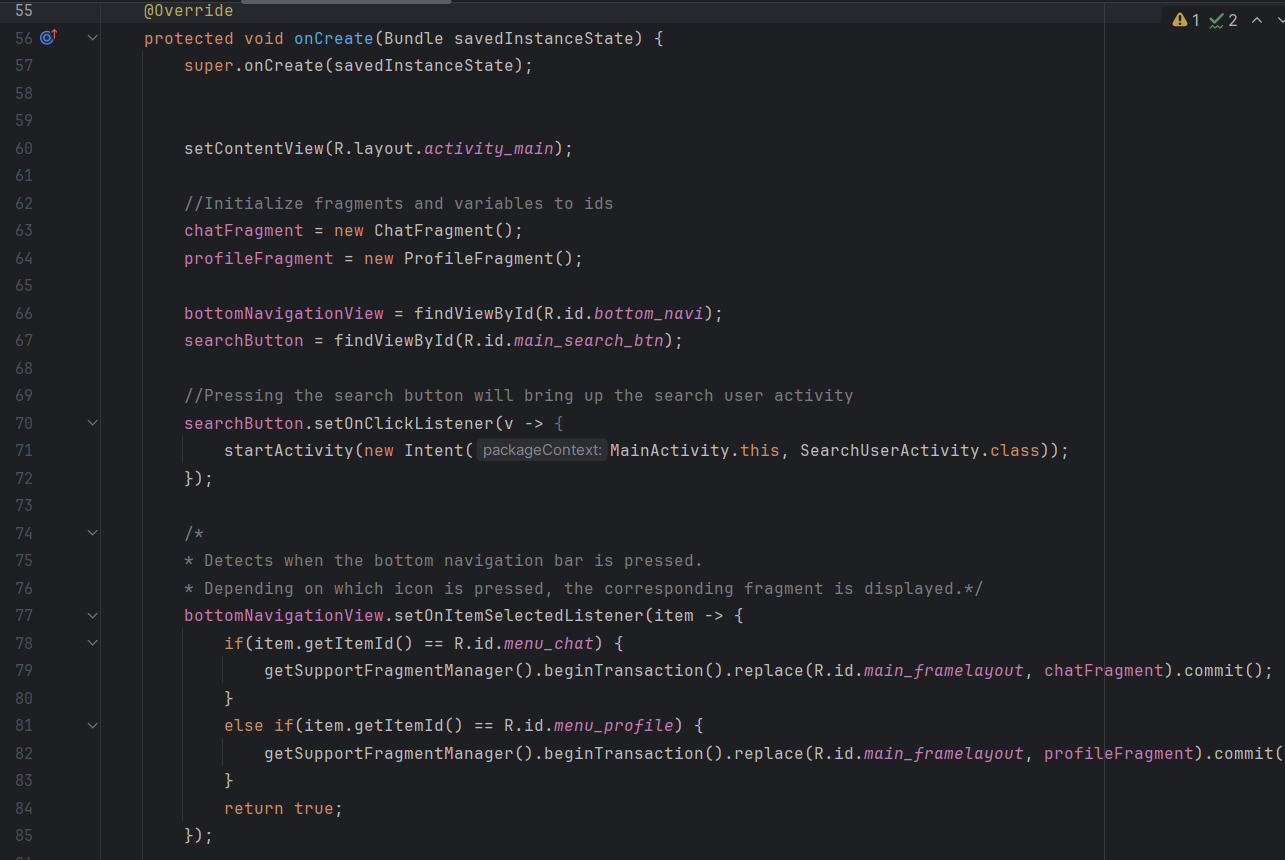 55 @Override
1 2
56 protected void onCreate(Bundle savedInstanceState) {
57 super.onCreate(savedInstanceState);
58
59
60 setContentView(R.layout.activity_main);
61
62 //Initialize fragments and variables to ids
63 chatFragment = new ChatFragment();
64 profileFragment = new ProfileFragment();
65
66 bottomNavigationView = findViewById(R.id.bottom_navi);
67 searchButton = findViewById(R.id.main_search_btn);
68
69 //Pressing the search button will bring up the search user activity
70 searchButton.setOnClickListener(v -> {
71 startActivity(new Intent( packageContext: MainActivity.this, SearchUserActivity.class));
72 });
73
74 /*
75 * Detects when the bottom navigation bar is pressed.
76 * Depending on which icon is pressed, the corresponding fragment is displayed.*/
77 bottomNavigationView.setOnItemSelectedListener(item -> {
78 if(item.getItemId() == R.id.menu_chat) {
79 getSupportFragmentManager().beginTransaction().replace(R.id.main_framelayout, chatFragment).commit();
80 }
81 else if(item.getItemId() == R.id.menu_profile) {
82 getSupportFragmentManager().beginTransaction().replace(R.id.main_framelayout, profileFragment).commit(
83 }
84 return true;
85 });